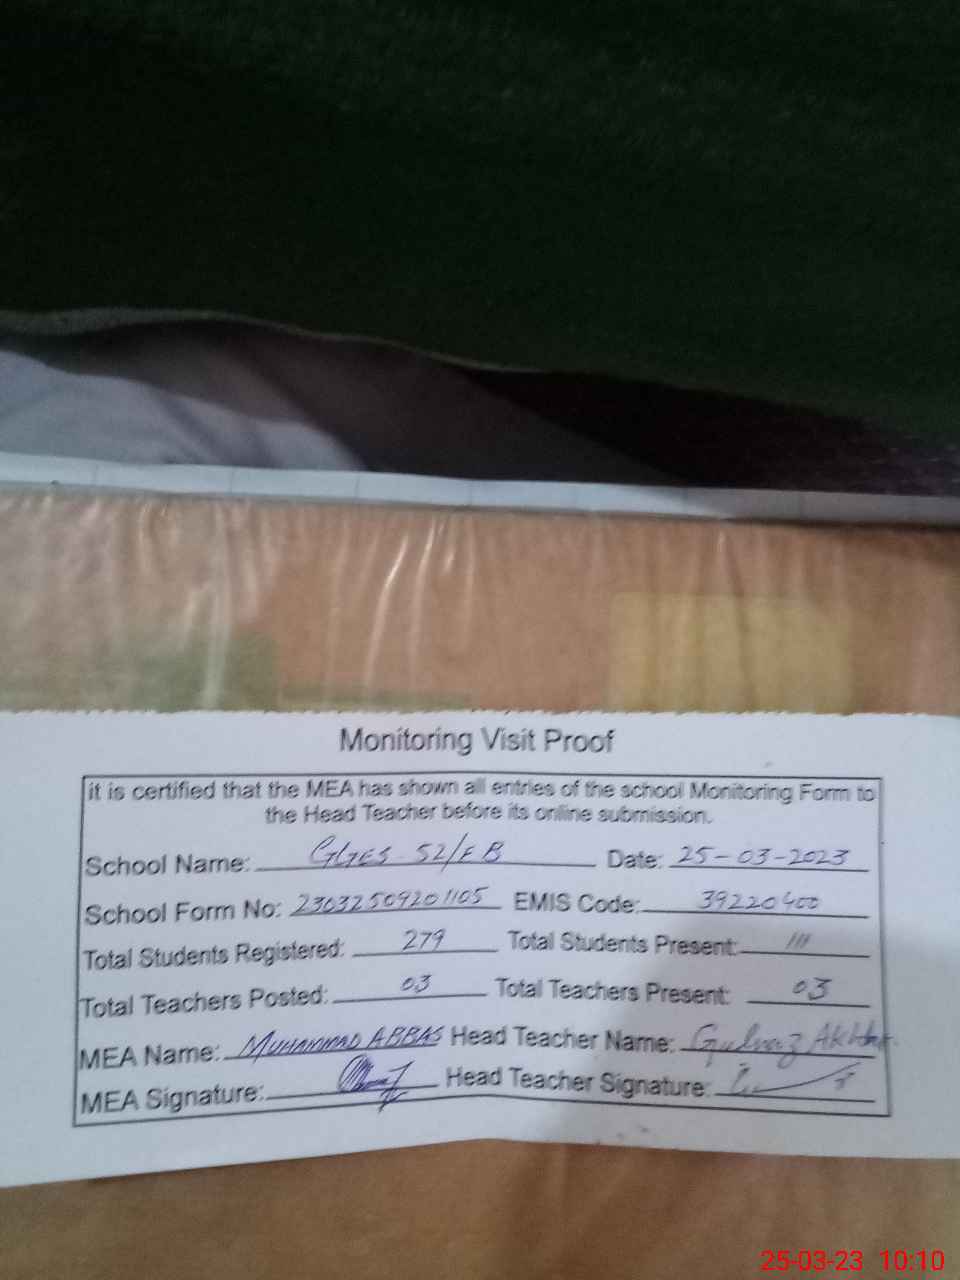 Monitoring Visit Proof
it is certified that the MEA has shown all entries of the school Monitoring Form to
the Head Teacher before its online submission.
School Name: GGES 52/EB Date: 25-03-2023
School Form No: 23032509201105 EMIS Code: 39220400
Total Students Registered: 279 Total Students Present: 111
Total Teachers Posted: 03 Total Teachers Present: 03
MEA Name: MUHAMMAD ABBAS Head Teacher Name: Gulnaz Akhtar
MEA Signature: Head Teacher Signature:
25-03-23 10:10